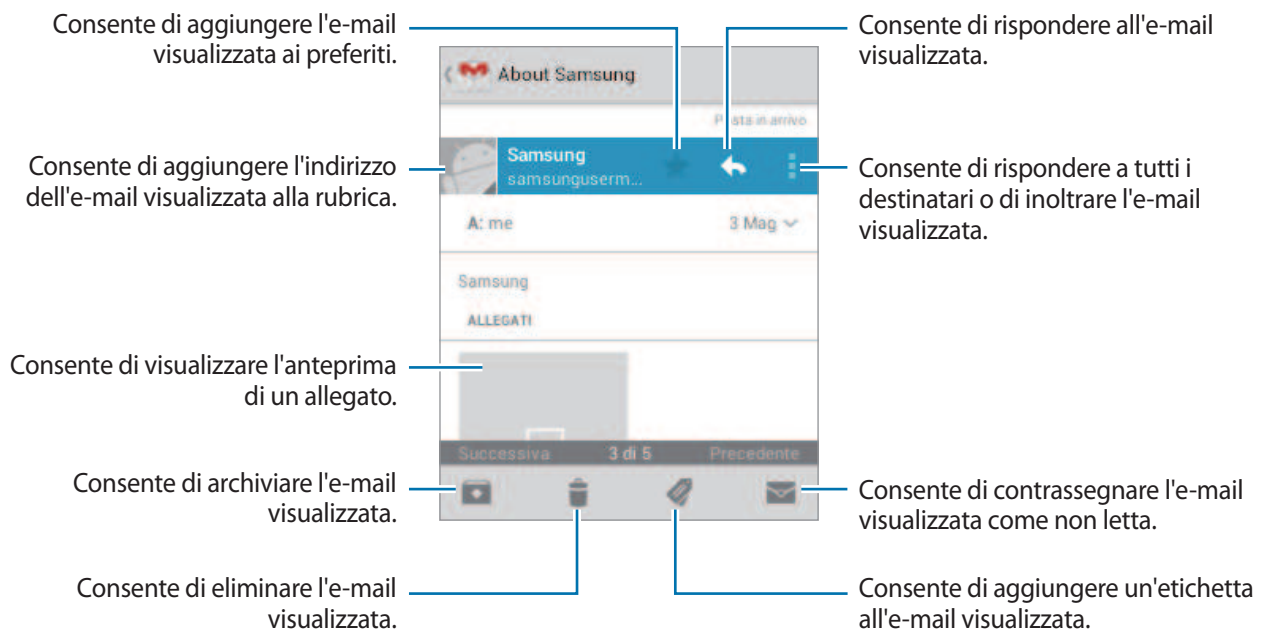 Consente di aggiungere l'e-mail
visualizzata ai preferiti.
Consente di rispondere all'e-mail
visualizzata.
About Samsung
Posta in arrivo
Consente di aggiungere l'indirizzo
dell'e-mail visualizzata alla rubrica.
Samsung
samsunguserm...
Consente di rispondere a tutti i
destinatari o di inoltrare l'e-mail
visualizzata.
A: me 3 Mag
Samsung
ALLEGATI
Consente di visualizzare l'anteprima
di un allegato.
Successiva 3 di 5 Precedente
Consente di archiviare l'e-mail
visualizzata.
Consente di contrassegnare l'e-mail
visualizzata come non letta.
Consente di eliminare l'e-mail
visualizzata.
Consente di aggiungere un'etichetta
all'e-mail visualizzata.